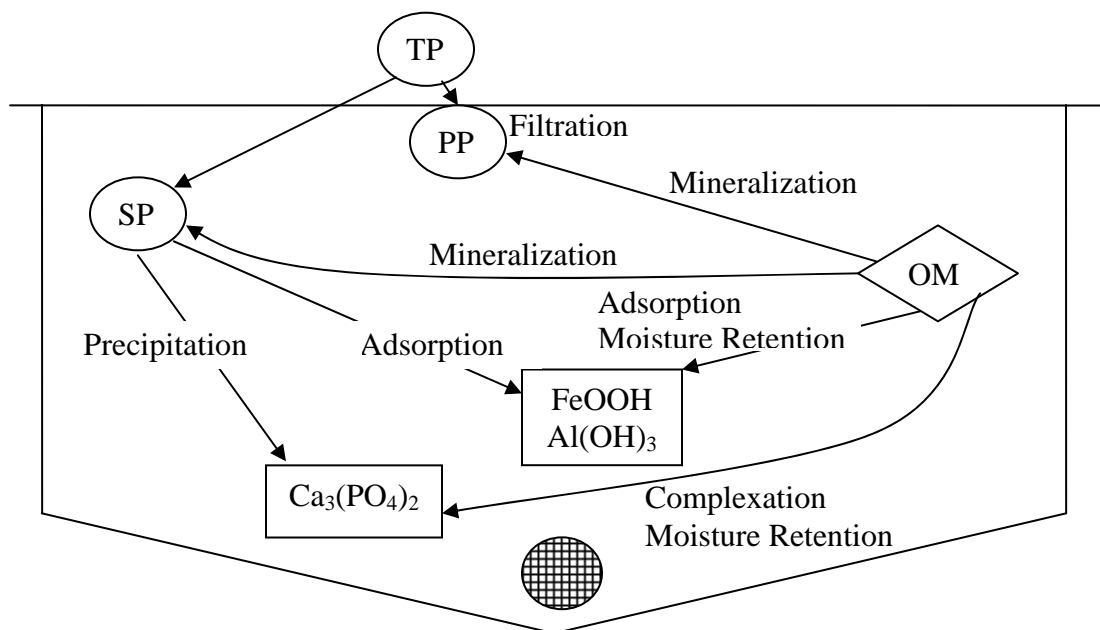 TP
PP
Filtration
Mineralization
SP
Mineralization
OM
Adsorption
Moisture Retention
Precipitation
Adsorption
FeOOH
Al(OH)₃
Ca₃(PO₄)₂
Complexation
Moisture Retention